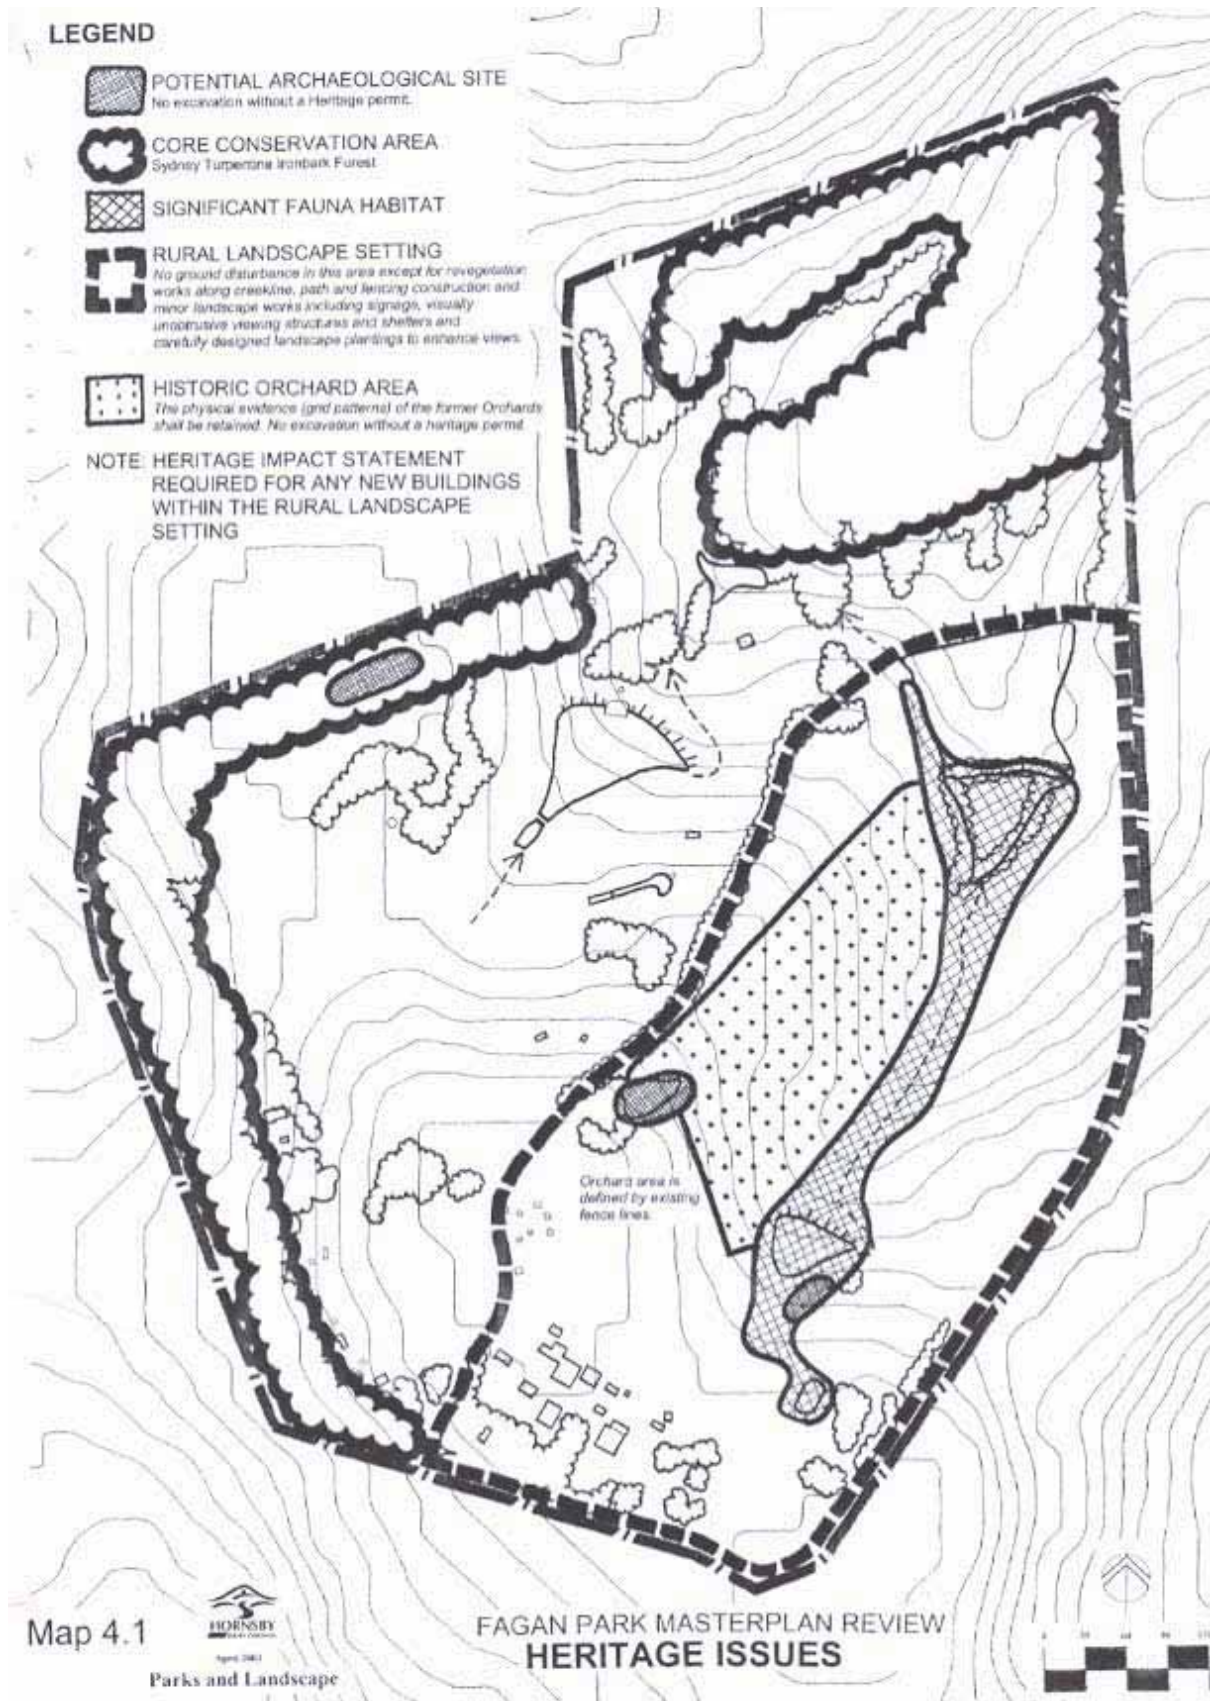 LEGEND
POTENTIAL ARCHAEOLOGICAL SITE
No excavation without a Heritage permit.
CORE CONSERVATION AREA
Sydney Turpentine Ironbark Forest
SIGNIFICANT FAUNA HABITAT
RURAL LANDSCAPE SETTING
No ground disturbance in this area except for revegetation
works along creekline, path and fencing construction and
minor landscape works including signage, visually
unobtrusive viewing structures and shelters and
carefully designed landscape plantings to enhance views.
HISTORIC ORCHARD AREA
The physical evidence (grid patterns) of the former Orchards
shall be retained. No excavation without a heritage permit.
NOTE: HERITAGE IMPACT STATEMENT
REQUIRED FOR ANY NEW BUILDINGS
WITHIN THE RURAL LANDSCAPE
SETTING
Orchard area is
defined by existing
fence lines.
Map 4.1
HORNSBY
Parks and Landscape
FAGAN PARK MASTERPLAN REVIEW
HERITAGE ISSUES